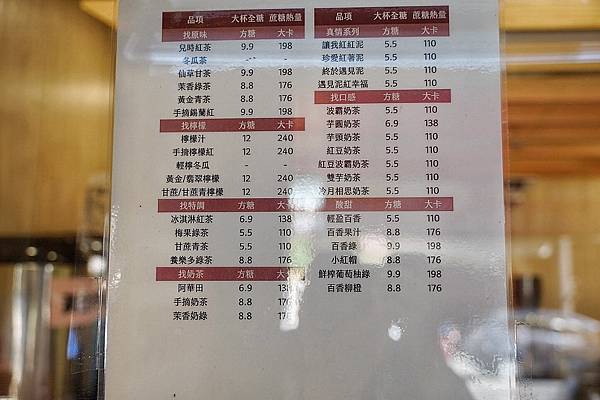 品項 大杯全糖 蔗糖熱量
找原味 方糖 大卡
兒時紅茶 9.9 198
冬瓜茶 - -
仙草甘茶 9.9 198
茉香綠茶 8.8 176
黃金青茶 8.8 176
手摘錫蘭紅 9.9 198
找檸檬 方糖 大卡
檸檬汁 12 240
手搗檸檬紅 12 240
輕檸冬瓜 - -
黃金/翡翠檸檬 12 240
甘蔗/甘蔗青檸檬 12 240
找特調 方糖 大卡
冰淇淋紅茶 6.9 138
梅果綠茶 5.5 110
甘蔗青茶 5.5 110
養樂多綠茶 8.8 176
找奶茶 方糖 大卡
阿華田 6.9 138
手摘奶茶 8.8 176
茉香奶綠 8.8 176
品項 大杯全糖 蔗糖熱量
真情系列 方糖 大卡
讓我紅紅泥 5.5 110
珍愛紅著泥 5.5 110
終於遇見泥 5.5 110
遇見泥紅幸福 5.5 110
找口感 方糖 大卡
波霸奶茶 5.5 110
芋圓奶茶 6.9 138
芋頭奶茶 5.5 110
紅豆奶茶 5.5 110
紅豆波霸奶茶 5.5 110
雙芋奶茶 5.5 110
冷月相思奶茶 5.5 110
酸甜 方糖 大卡
輕盈百香 5.5 110
百香果汁 8.8 176
百香綠 9.9 198
小紅帽 8.8 176
鮮榨葡萄柚綠 9.9 198
百香柳橙 8.8 176